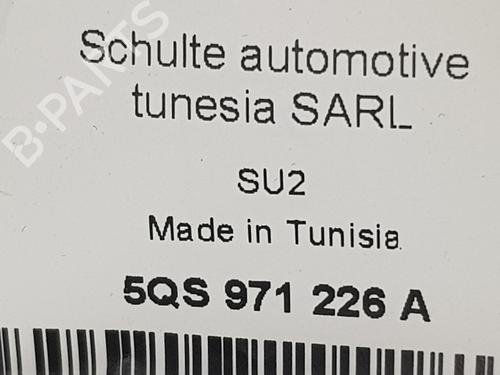 Schulte automotive
tunesia SARL
SU2
Made in Tunisia
5QS 971 226 A
B-PARTS